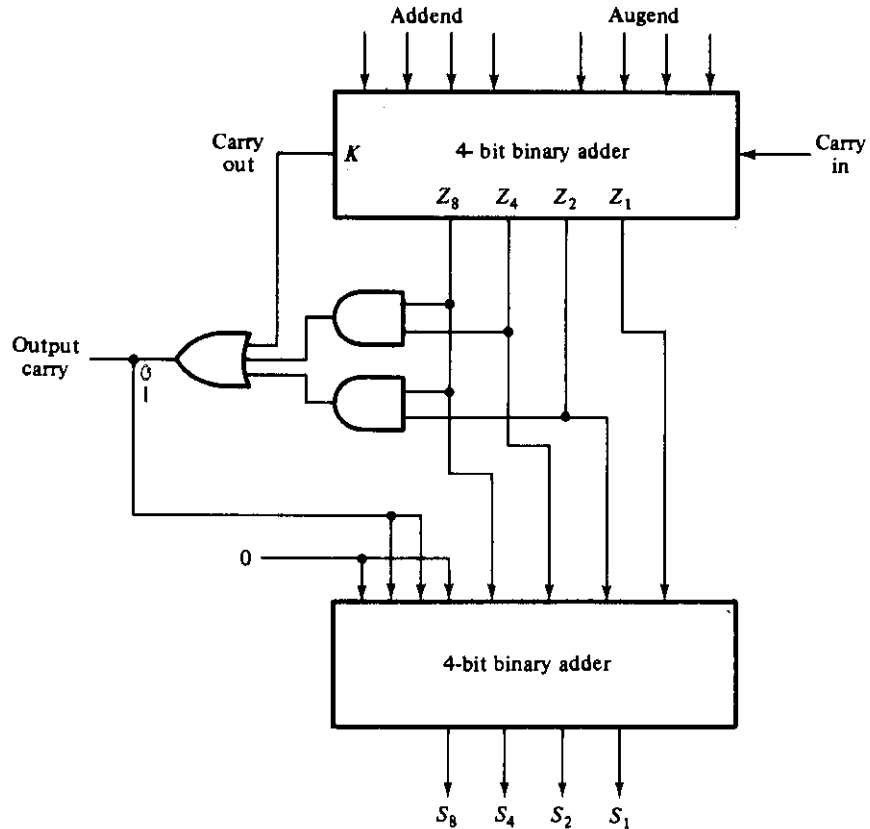 Addend Augend
Carry out
K
4- bit binary adder
Carry in
Z₈ Z₄ Z₂ Z₁
Output carry
0
1
0
4-bit binary adder
S₈ S₄ S₂ S₁